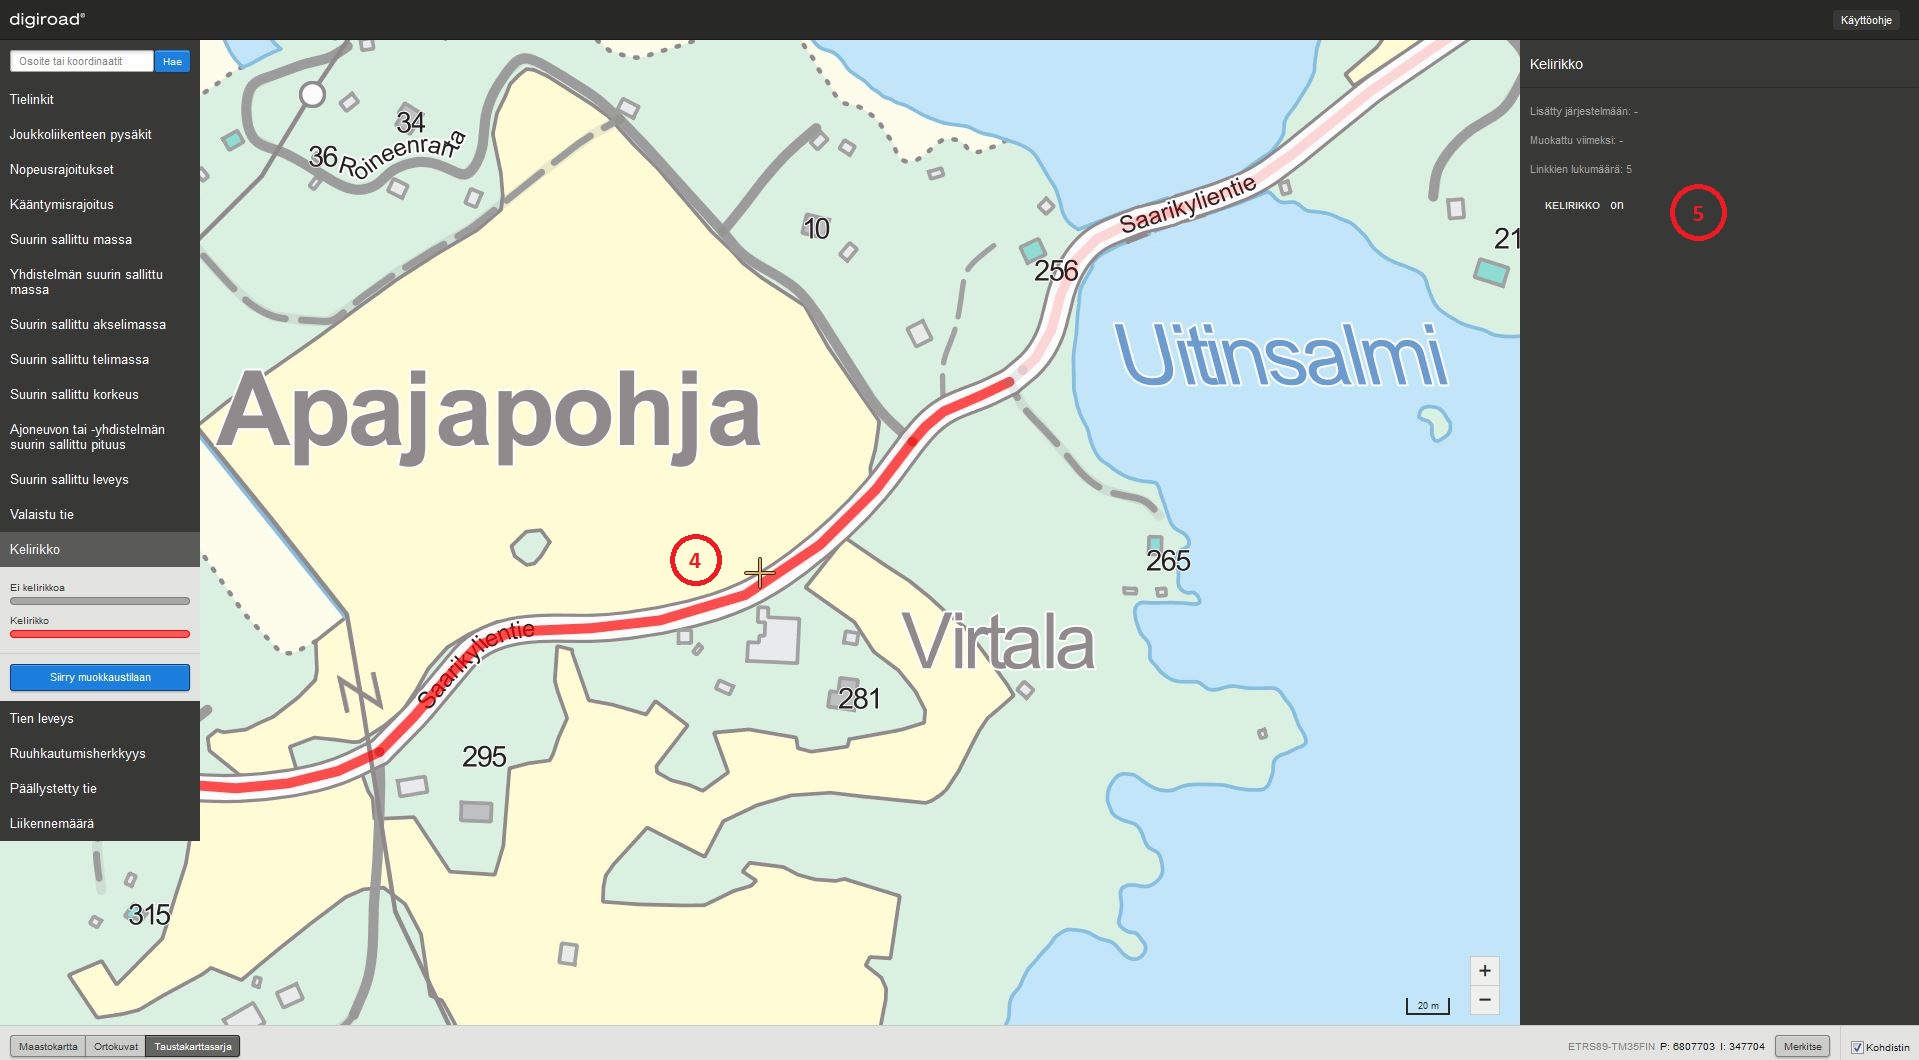 digiroad®
Käyttöohje
Osoite tai koordinaatit
Hae
Tielinkit
Joukkoliikenteen pysäkit
Nopeusrajoitukset
Kääntymisrajoitus
Suurin sallittu massa
Yhdistelmän suurin sallittu
massa
Suurin sallittu akselimassa
Suurin sallittu telimassa
Suurin sallittu korkeus
Ajoneuvon tai -yhdistelmän
suurin sallittu pituus
Suurin sallittu leveys
Valaistu tie
Kelirikko
Ei kelirikkoa
Kelirikko
Siirry muokkaustilaan
Tien leveys
Ruuhkautumisherkkyys
Päällystetty tie
Liikennemäärä
34
36
Roineenranta
10
256
21
Saarikylientie
Uitinsalmi
Apajapohja
4
265
Virtala
Saarikylientie
281
295
315
20 m
+
−
Kelirikko
Lisätty järjestelmään: -
Muokattu viimeksi: -
Linkkien lukumäärä: 5
KELIRIKKO on
5
Maastokartta
Ortokuvat
Taustakarttasarja
ETRS89-TM35FIN P: 6807703 I: 347704
Merkitse
Kohdistin